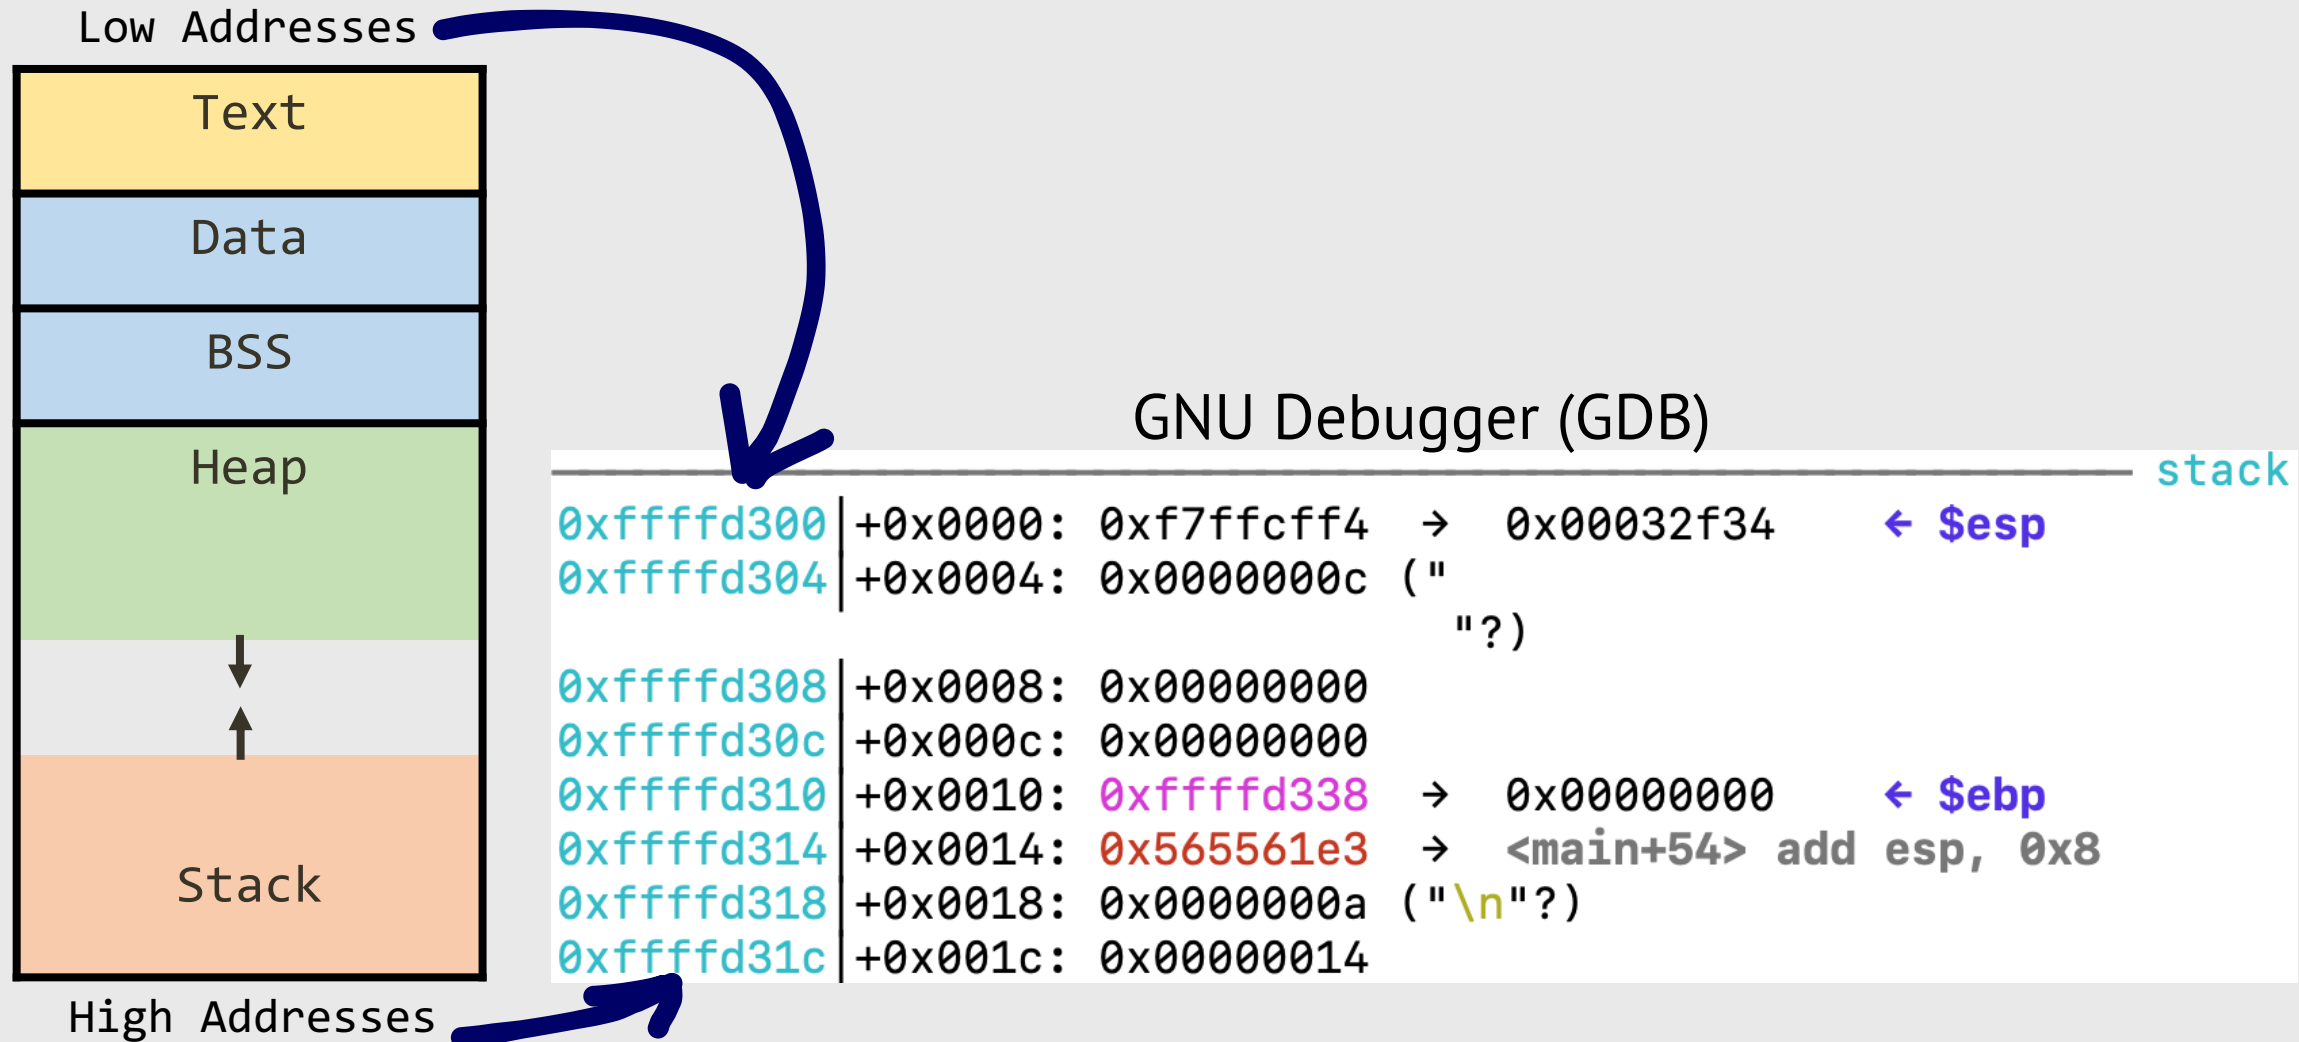 Low Addresses
Text
Data
BSS
Heap
Stack
High Addresses
GNU Debugger (GDB)
stack
0xffffd300|+0x0000: 0xf7ffcff4 → 0x00032f34 ← $esp
0xffffd304|+0x0004: 0x0000000c ("
"?)
0xffffd308|+0x0008: 0x00000000
0xffffd30c|+0x000c: 0x00000000
0xffffd310|+0x0010: 0xffffd338 → 0x00000000 ← $ebp
0xffffd314|+0x0014: 0x565561e3 → <main+54> add esp, 0x8
0xffffd318|+0x0018: 0x0000000a ("\n"?)
0xffffd31c|+0x001c: 0x00000014